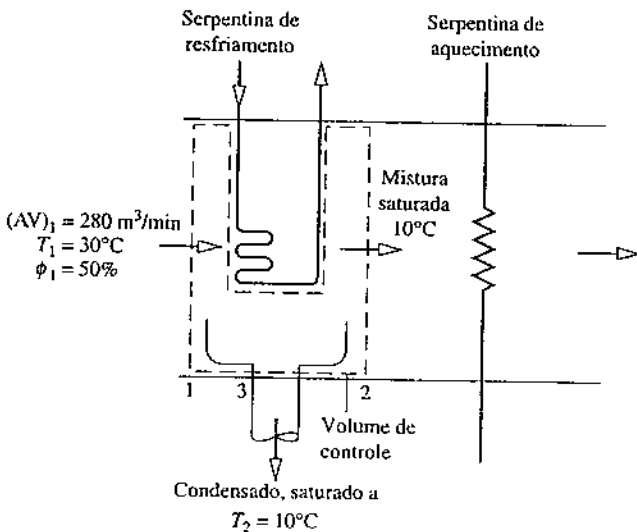 Serpentina de
resfriamento
Serpentina de
aquecimento
Mistura
saturada
10°C
(AV)₁ = 280 m³/min
T₁ = 30°C
ϕ₁ = 50%
1
3
2
Volume de
controle
Condensado, saturado a
T₂ = 10°C